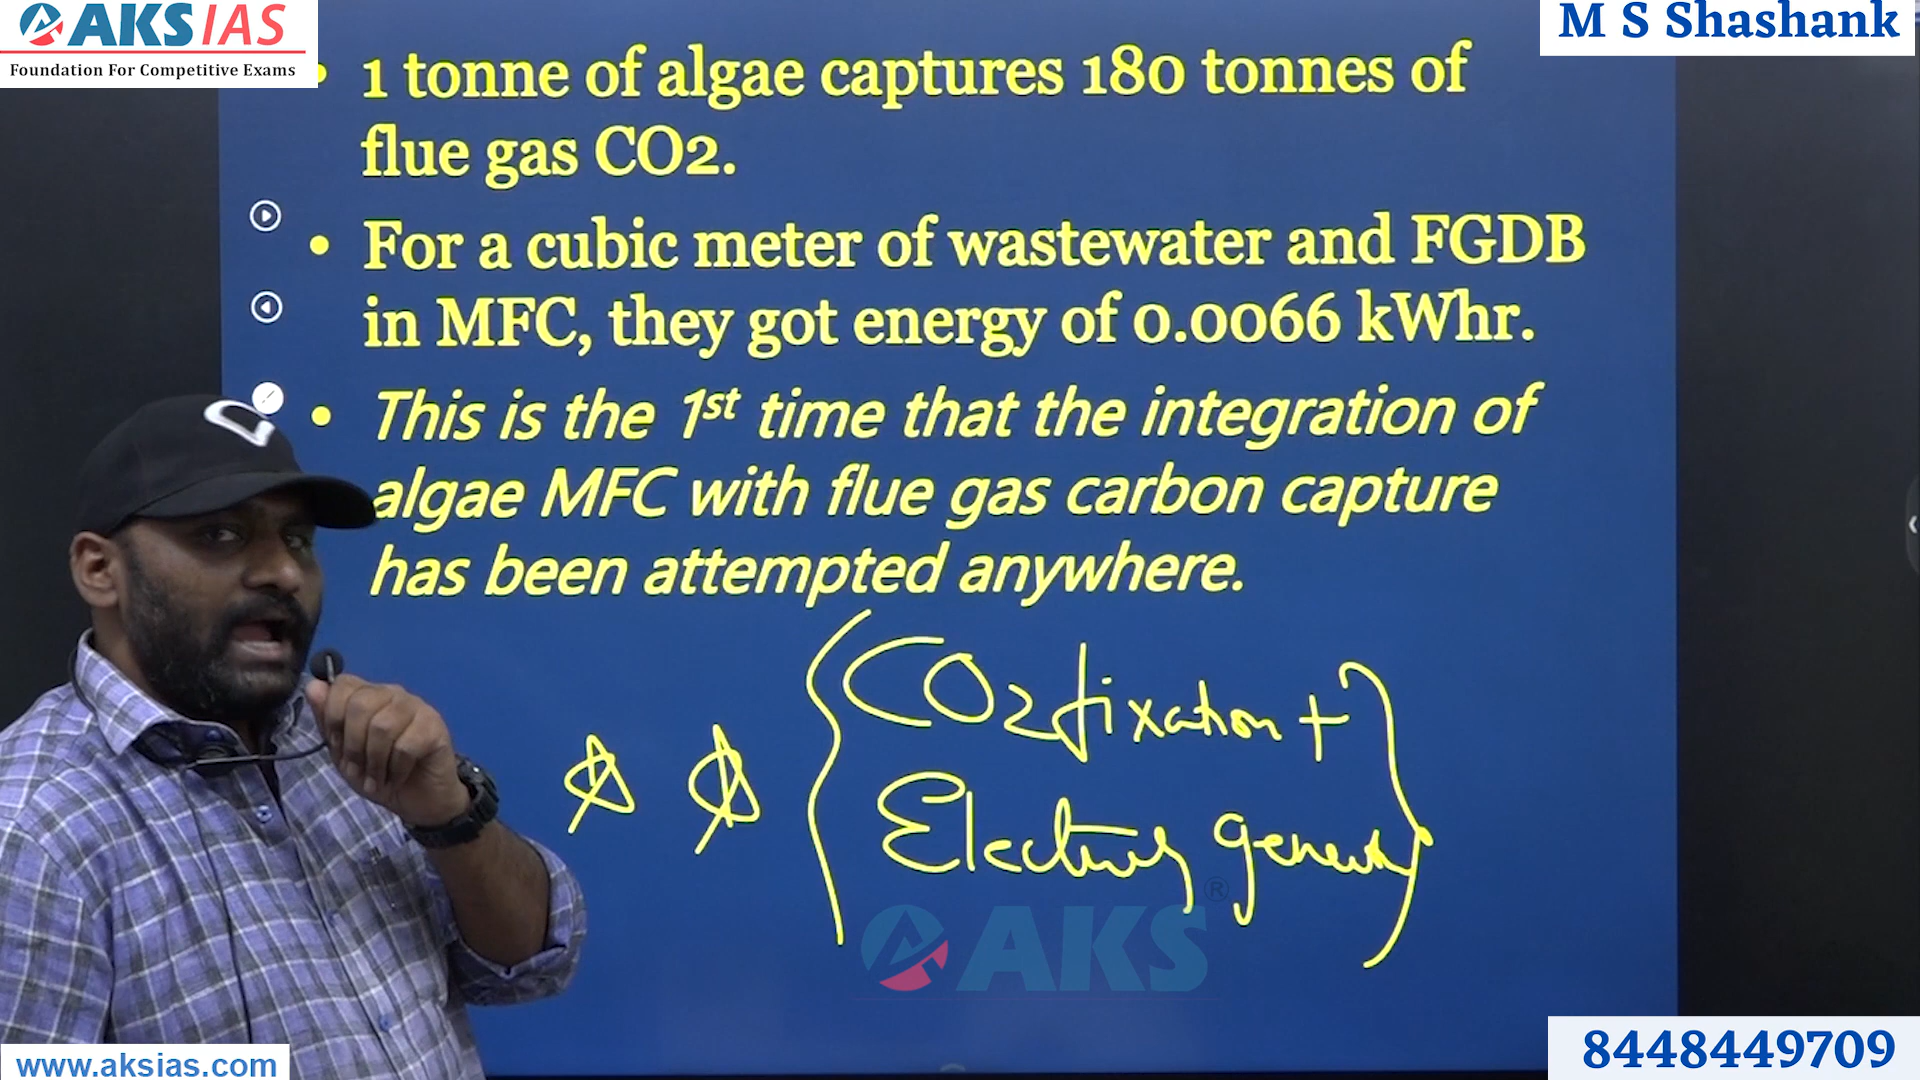 AKS IAS
Foundation For Competitive Exams
M S Shashank
• 1 tonne of algae captures 180 tonnes of
flue gas CO2.
• For a cubic meter of wastewater and FGDB
in MFC, they got energy of 0.0066 kWhr.
• This is the 1st time that the integration of
algae MFC with flue gas carbon capture
has been attempted anywhere.
CO2 fixation +
AKS ®
www.aksias.com
8448449709